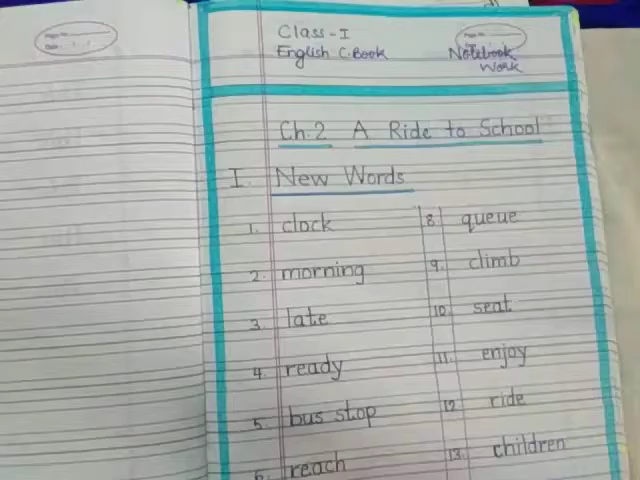 Class - I
English C.Book
Notebook Work
Ch.2 A Ride to School
I. New Words
1. clock
2. morning
3. late
4. ready
5. bus stop
6. reach
8. queue
9. climb
10. seat
11. enjoy
12. ride
13. children